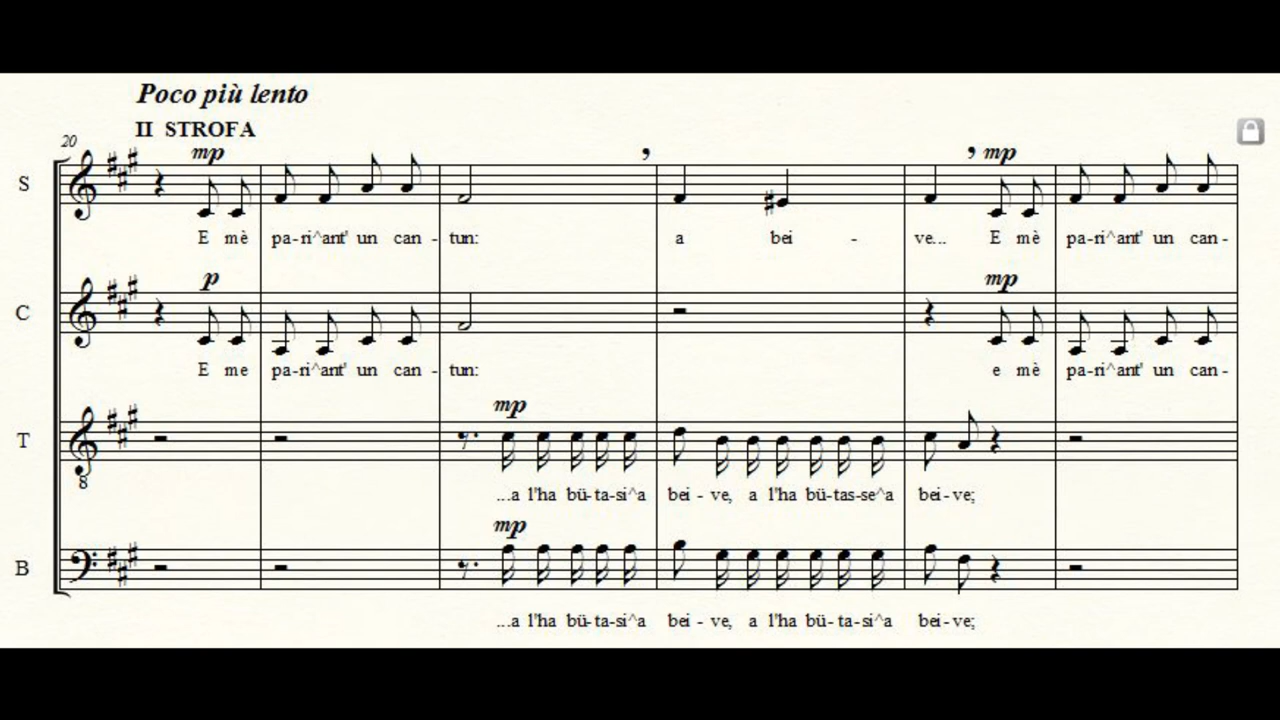 Poco più lento
II STROFA
20
mp
S
E mè pa-ri^ant' un can - tun: a bei - ve... E mè pa-ri^ant' un can -
mp
p
mp
C
E me pa-ri^ant' un can - tun: e mè pa-ri^ant' un can -
mp
T
8
...a l'ha bü-ta-si^a bei - ve, a l'ha bü-tas-se^a bei-ve;
mp
B
...a l'ha bü-ta-si^a bei - ve, a l'ha bü-ta-si^a bei-ve;